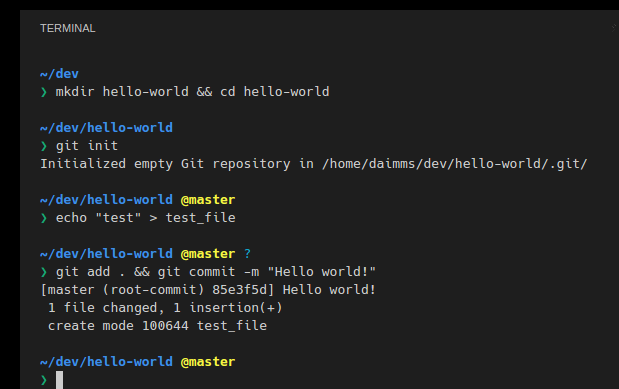 TERMINAL
~/dev
❯ mkdir hello-world && cd hello-world
~/dev/hello-world
❯ git init
Initialized empty Git repository in /home/daimms/dev/hello-world/.git/
~/dev/hello-world @master
❯ echo "test" > test_file
~/dev/hello-world @master ?
❯ git add . && git commit -m "Hello world!"
[master (root-commit) 85e3f5d] Hello world!
 1 file changed, 1 insertion(+)
 create mode 100644 test_file
~/dev/hello-world @master
❯